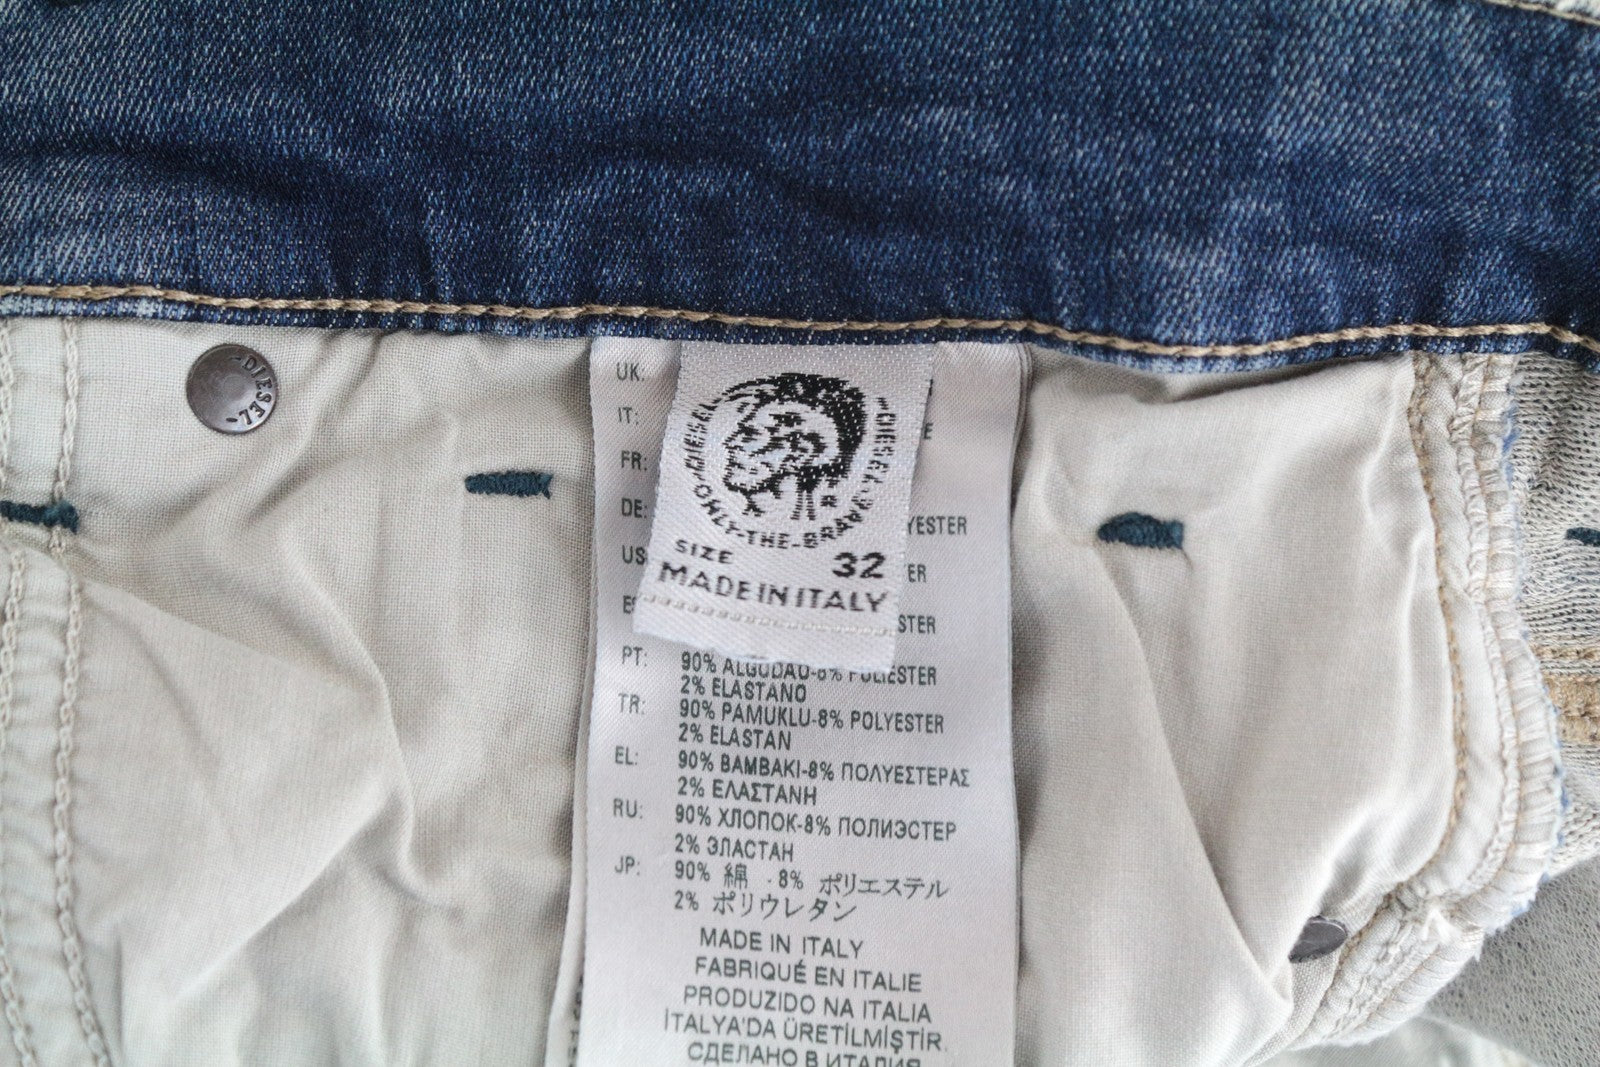 -DIESEL-
UK:
IT:
FR:
DE: YESTER
US ER
ES STER
DIESEL-ONLY-THE-BRAVE-DIESEL-
SIZE 32
MADE IN ITALY
PT: 90% ALGODAO-8% POLIESTER
2% ELASTANO
TR: 90% PAMUKLU-8% POLYESTER
2% ELASTAN
EL: 90% ΒΑΜΒΑΚΙ-8% ΠΟΛΥΕΣΤΕΡΑΣ
2% ΕΛΑΣΤΑΝΗ
RU: 90% ХЛОПОК-8% ПОЛИЭСТЕР
2% ЭЛАСТАН
JP: 90% 綿 .8% ポリエステル
2% ポリウレタン
MADE IN ITALY
FABRIQUÉ EN ITALIE
PRODUZIDO NA ITALIA
İTALYA'DA ÜRETİLMİŞTİR.
СДЕЛАНО В ИТАЛИЯ